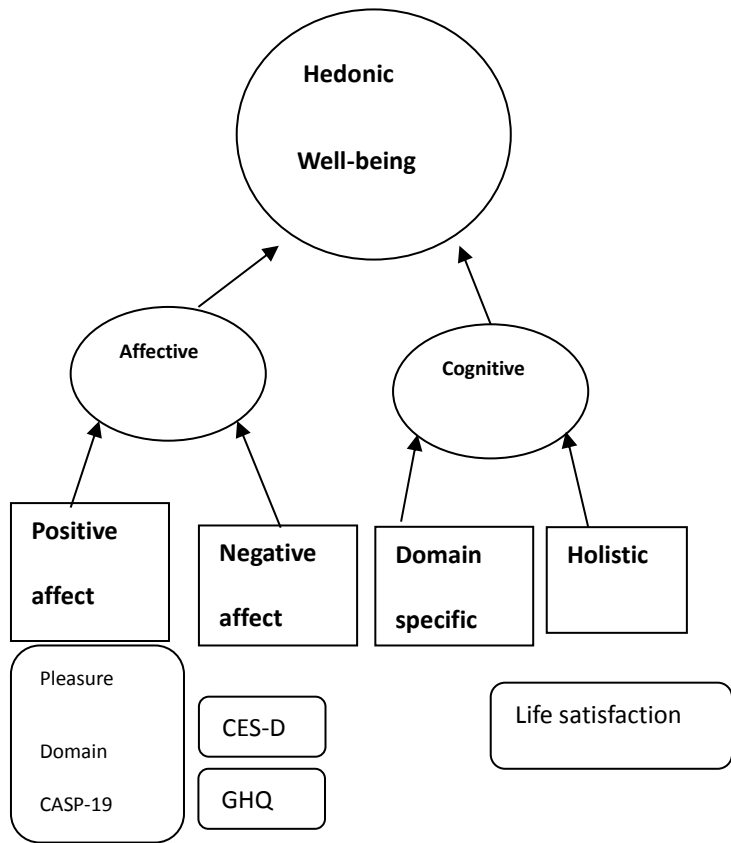 Hedonic
Well-being
Affective
Cognitive
Positive
affect
Negative
affect
Domain
specific
Holistic
Pleasure
Domain
CASP-19
CES-D
GHQ
Life satisfaction